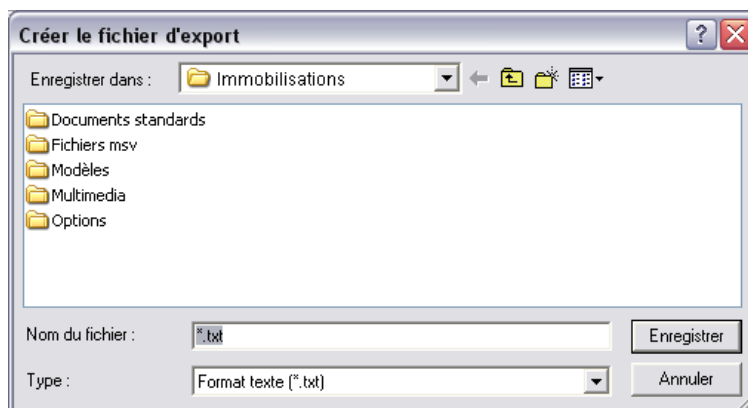 Créer le fichier d'export
Enregistrer dans :
Immobilisations
Documents standards
Fichiers msv
Modèles
Multimedia
Options
Nom du fichier :
*.txt
Enregistrer
Type :
Format texte (*.txt)
Annuler